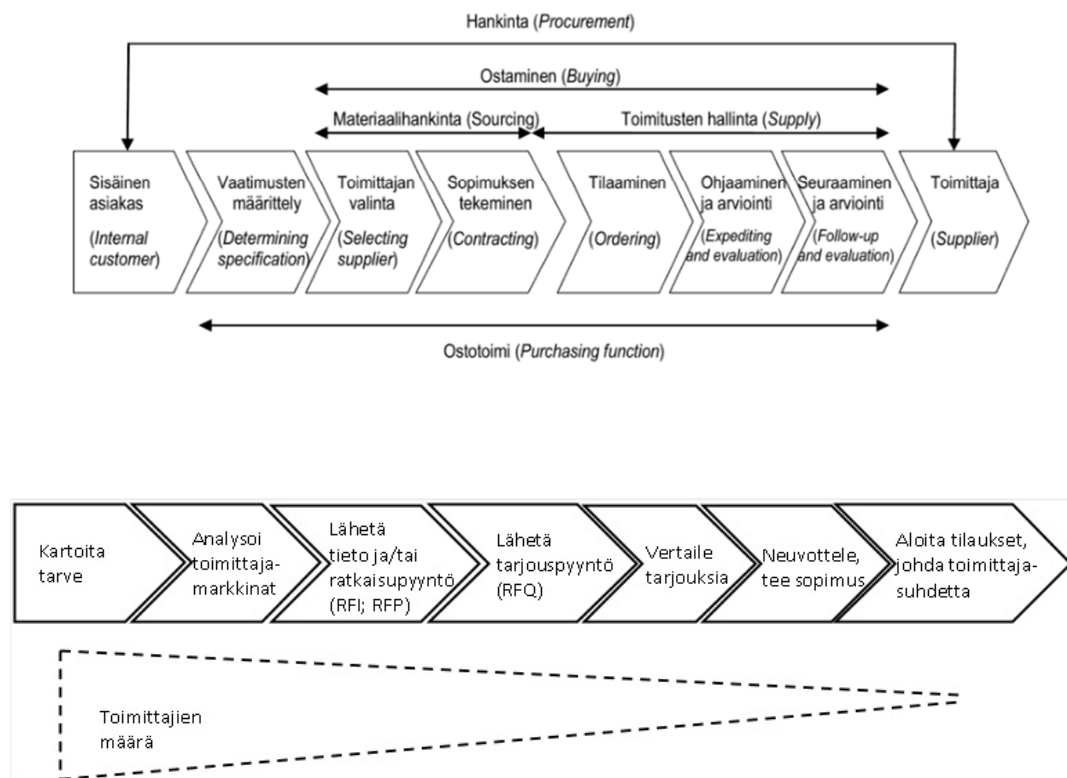 Hankinta (Procurement)
Ostaminen (Buying)
Materiaalihankinta (Sourcing)
Toimitusten hallinta (Supply)
Sisäinen
asiakas
(Internal
customer)
Vaatimusten
määrittely
(Determining
specification)
Toimittajan
valinta
(Selecting
supplier)
Sopimuksen
tekeminen
(Contracting)
Tilaaminen
(Ordering)
Ohjaaminen
ja arviointi
(Expediting
and evaluation)
Seuraaminen
ja arviointi
(Follow-up
and evaluation)
Toimittaja
(Supplier)
Ostotoimi (Purchasing function)
Kartoita
tarve
Analysoi
toimittaja-
markkinat
Lähetä
tieto ja/tai
ratkaisupyyntö
(RFI; RFP)
Lähetä
tarjouspyyntö
(RFQ)
Vertaile
tarjouksia
Neuvottele,
tee sopimus
Aloita tilaukset,
johda toimittaja-
suhdetta
Toimittajien
määrä